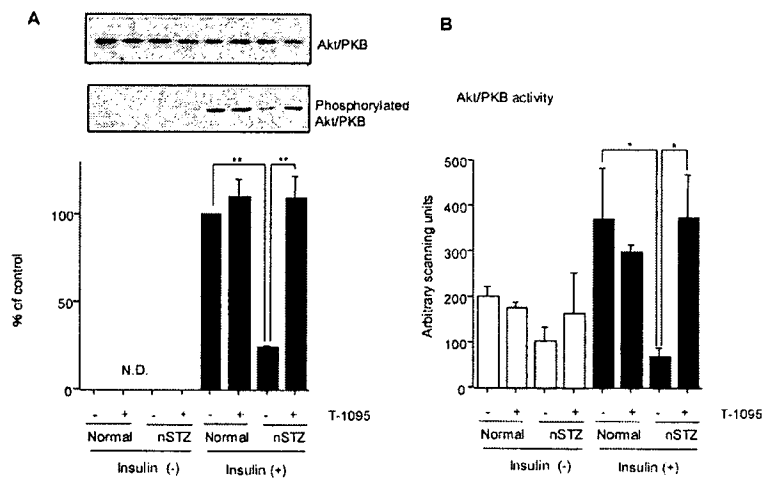 A
Akt/PKB
Phosphorylated
Akt/PKB
** **
% of control
100
50
0
N.D.
- + - + - + - + T-1095
Normal nSTZ Normal nSTZ
Insulin (-) Insulin (+)
B
Akt/PKB activity
* *
Arbitrary scanning units
500
400
300
200
100
0
- + - + - + - + T-1095
Normal nSTZ Normal nSTZ
Insulin (-) Insulin (+)